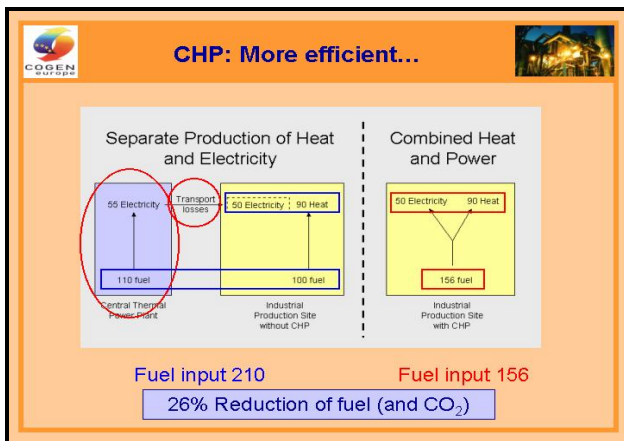 COGEN
europe
CHP: More efficient…
Separate Production of Heat
and Electricity
Combined Heat
and Power
55 Electricity
Transport
losses
50 Electricity
90 Heat
50 Electricity
90 Heat
110 fuel
100 fuel
156 fuel
Central Thermal
Power Plant
Industrial
Production Site
without CHP
Industrial
Production Site
with CHP
Fuel input 210
Fuel input 156
26% Reduction of fuel (and CO₂)